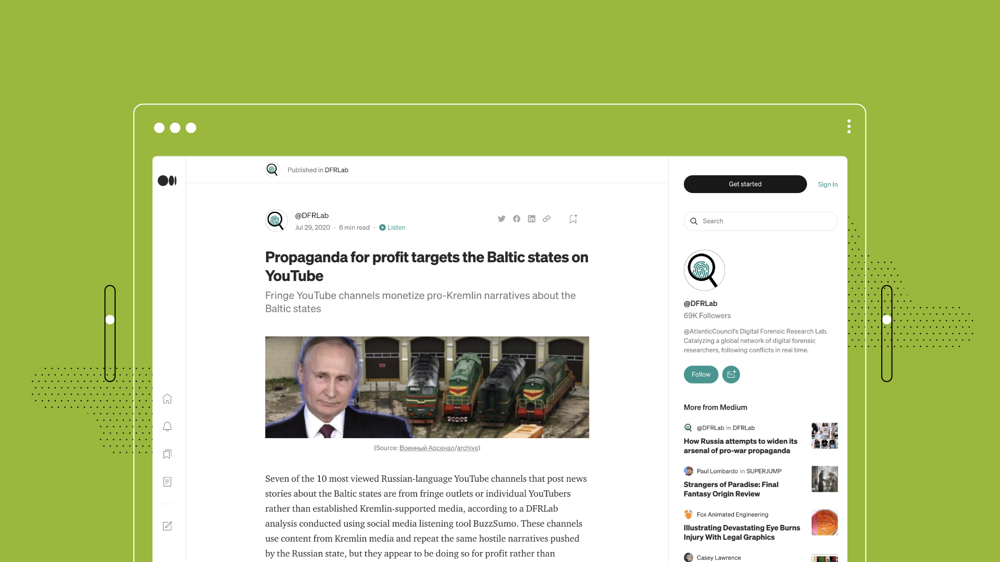 Published in DFRLab
@DFRLab
Jul 29, 2020 · 6 min read · Listen
Propaganda for profit targets the Baltic states on
YouTube
Fringe YouTube channels monetize pro-Kremlin narratives about the
Baltic states
(Source: Военный Арсенал/archive)
Seven of the 10 most viewed Russian-language YouTube channels that post news
stories about the Baltic states are from fringe outlets or individual YouTubers
rather than established Kremlin-supported media, according to a DFRLab
analysis conducted using social media listening tool BuzzSumo. These channels
use content from Kremlin media and repeat the same hostile narratives pushed
by the Russian state, but they appear to be doing so for profit rather than
Get started
Sign In
Search
@DFRLab
69K Followers
@AtlanticCouncil's Digital Forensic Research Lab.
Catalyzing a global network of digital forensic
researchers, following conflicts in real time.
Follow
More from Medium
@DFRLab in DFRLab
How Russia attempts to widen its
arsenal of pro-war propaganda
Paul Lombardo in SUPERJUMP
Strangers of Paradise: Final
Fantasy Origin Review
Fox Animated Engineering
Illustrating Devastating Eye Burns
Injury With Legal Graphics
Casey Lawrence